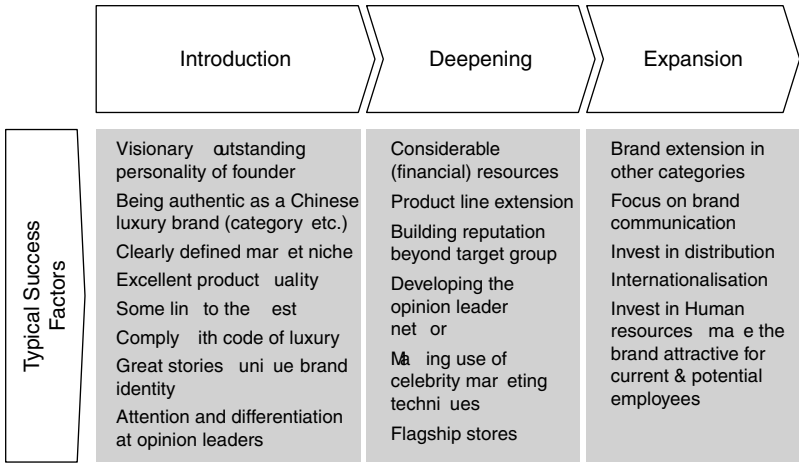 Introduction
Deepening
Expansion
Typical Success
Factors
Visionary outstanding
personality of founder
Being authentic as a Chinese
luxury brand (category etc.)
Clearly defined mar et niche
Excellent product uality
Some lin to the est
Comply ith code of luxury
Great stories uni ue brand
identity
Attention and differentiation
at opinion leaders
Considerable
(financial) resources
Product line extension
Building reputation
beyond target group
Developing the
opinion leader
net or
Ma ing use of
celebrity mar eting
techni ues
Flagship stores
Brand extension in
other categories
Focus on brand
communication
Invest in distribution
Internationalisation
Invest in Human
resources ma e the
brand attractive for
current & potential
employees